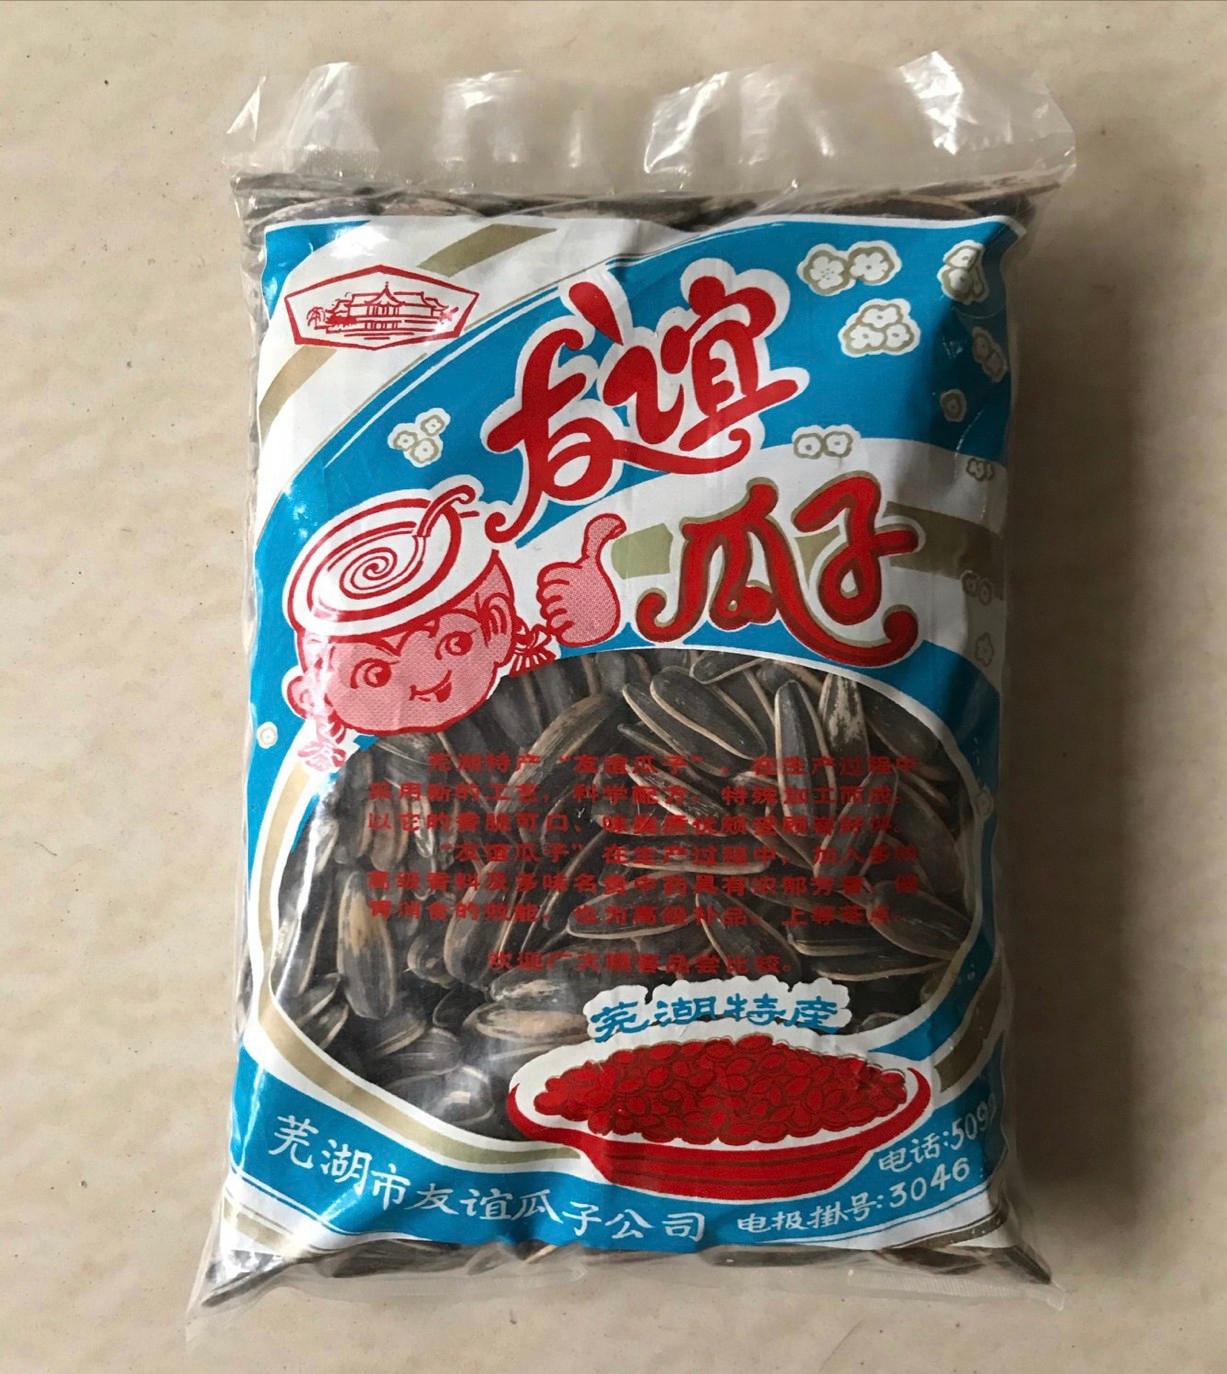 友谊
瓜子
芜湖特产“友谊瓜子”，在生产过程中
采用新的工艺，科学配方，特殊加工而成。
以它的香脆可口、味美质优颇受顾客好评。
“友谊瓜子”在生产过程中，加入多种
高级香料及多味名贵中药具有浓郁芳香、健
胃消食的效能，也为高级补品、上等茶点。
欢迎广大顾客品尝比较。
芜湖特産
芜湖市友谊瓜子公司
电话:509
电极掛号:3046